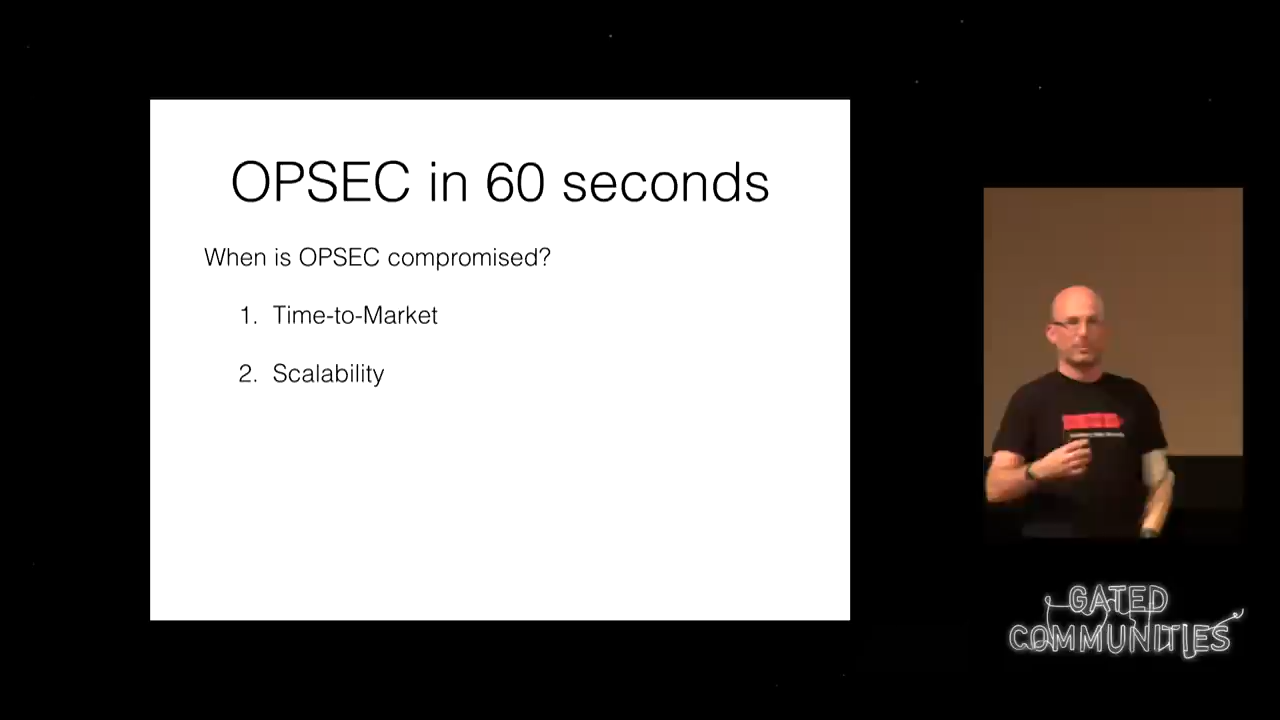 OPSEC in 60 seconds
When is OPSEC compromised?
1. Time-to-Market
2. Scalability
GATED
COMMUNITIES